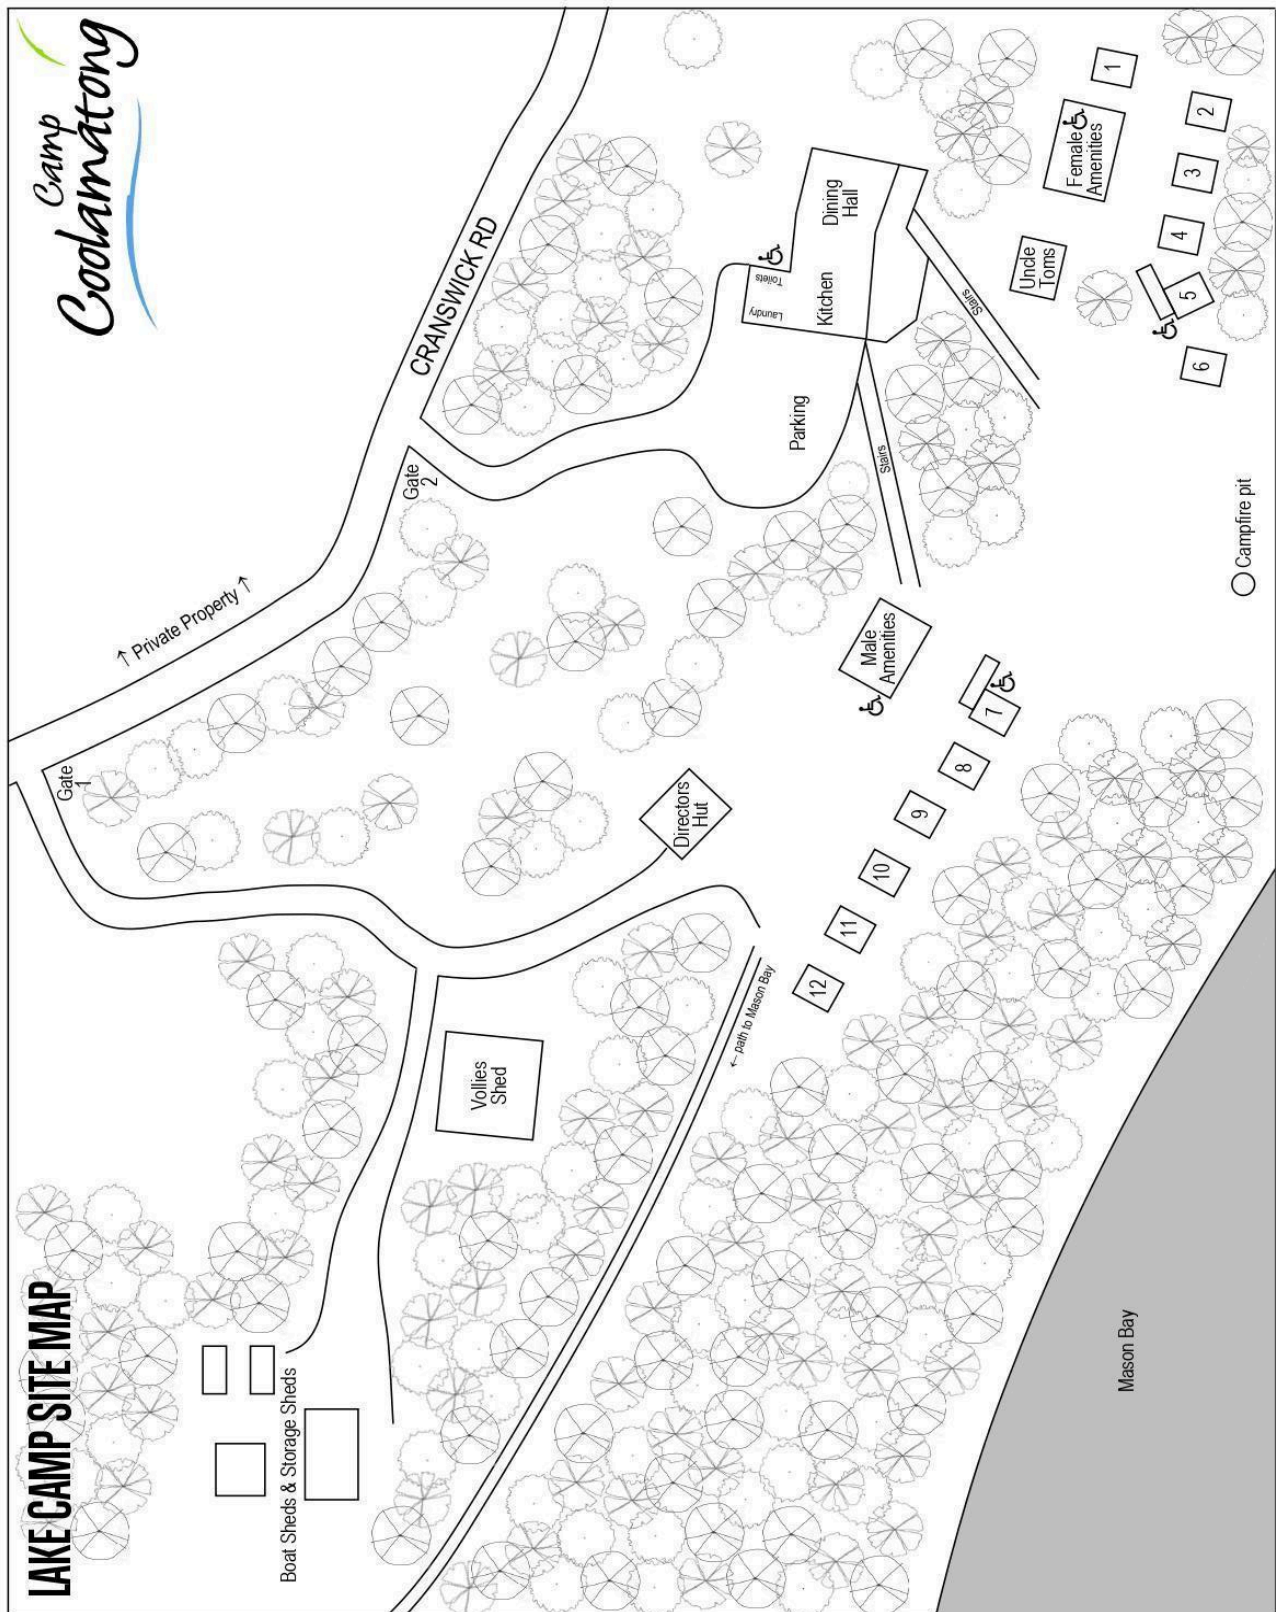 LAKE CAMP SITE MAP
Camp
Coolamatong
↑ Private Property ↑
CRANSWICK RD
Gate
1
Gate
2
Boat Sheds & Storage Sheds
Vollies
Shed
Directors
Hut
← path to Mason Bay
Parking
Laundry
Toilets
Kitchen
Dining
Hall
Stairs
Stairs
Male
Amenities
Uncle
Toms
Female
Amenities
1
2
3
4
5
6
7
8
9
10
11
12
Campfire pit
Mason Bay